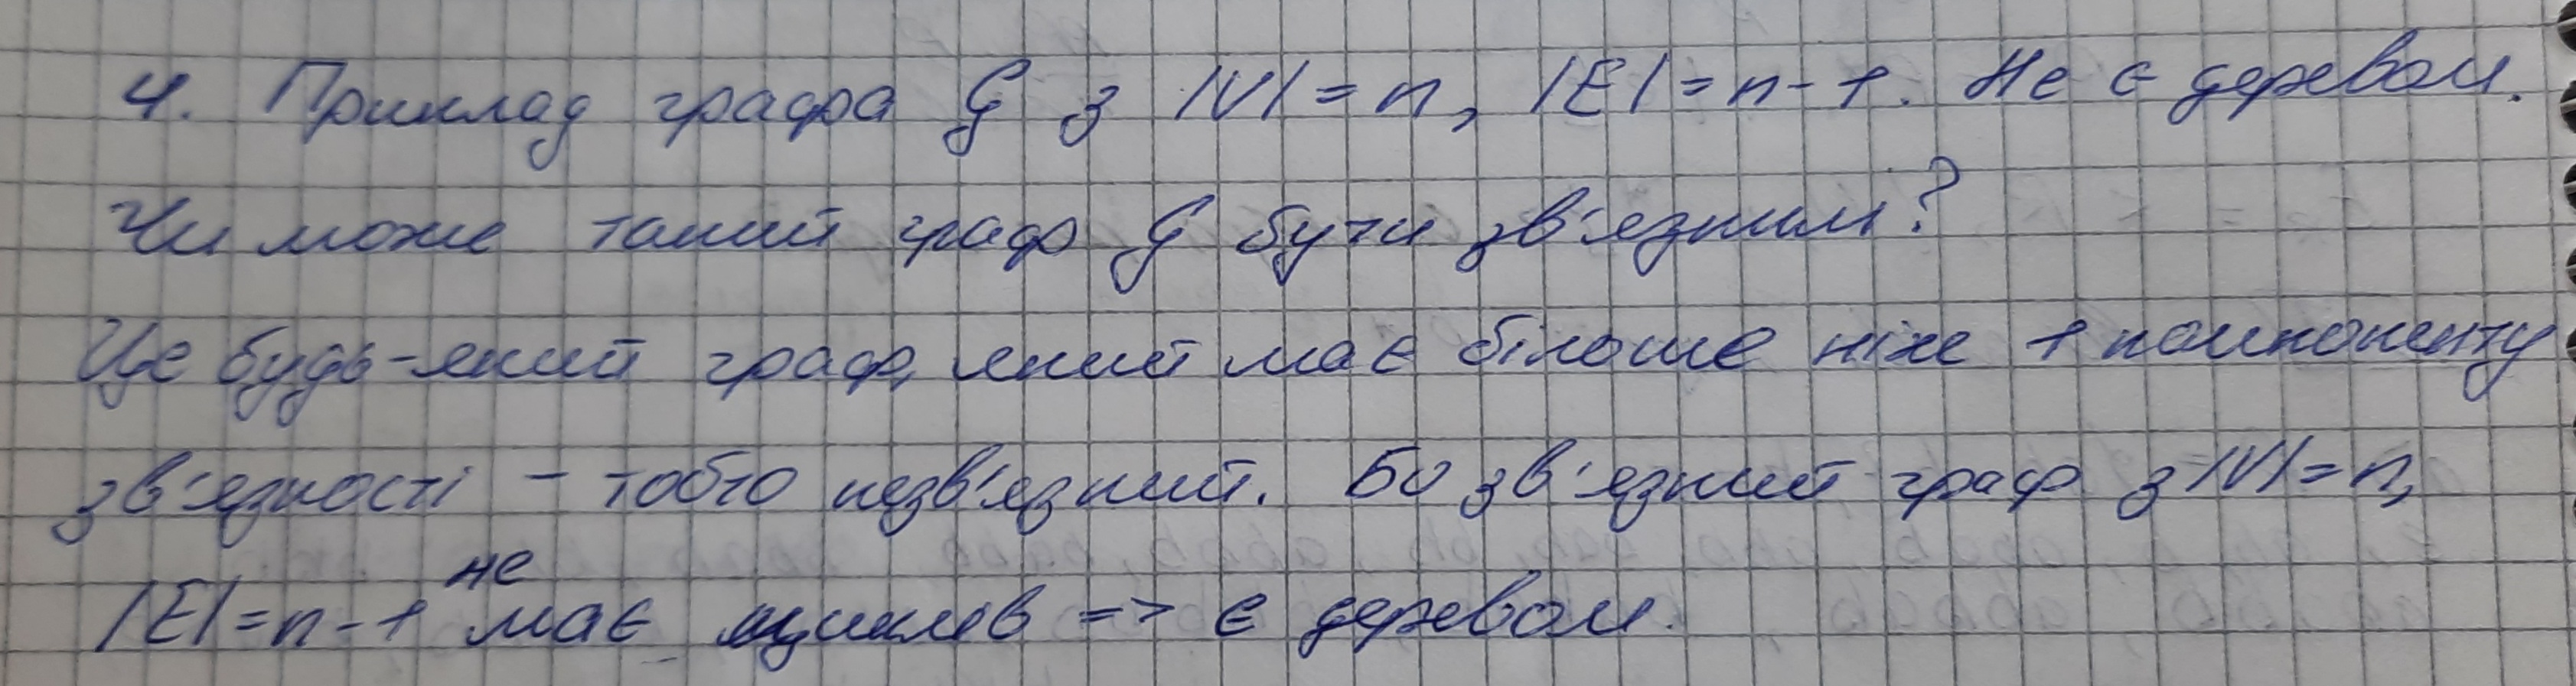 4. Приклад графа G з |V| = n, |E| = n - 1. Не є деревом.
Чи може такий граф G бути зв'язним?
Це будь-який граф, який має більше ніж 1 компоненту
зв'язності - тобто незв'язний. Бо зв'язний граф з |V| = n,
|E| = n - 1 не має циклів => є деревом.